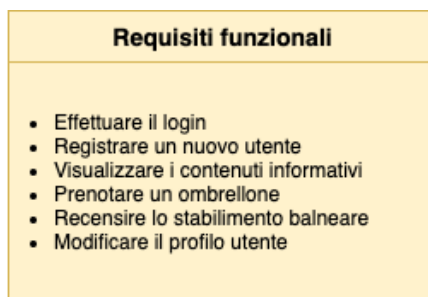 Requisiti funzionali
• Effettuare il login
• Registrare un nuovo utente
• Visualizzare i contenuti informativi
• Prenotare un ombrellone
• Recensire lo stabilimento balneare
• Modificare il profilo utente